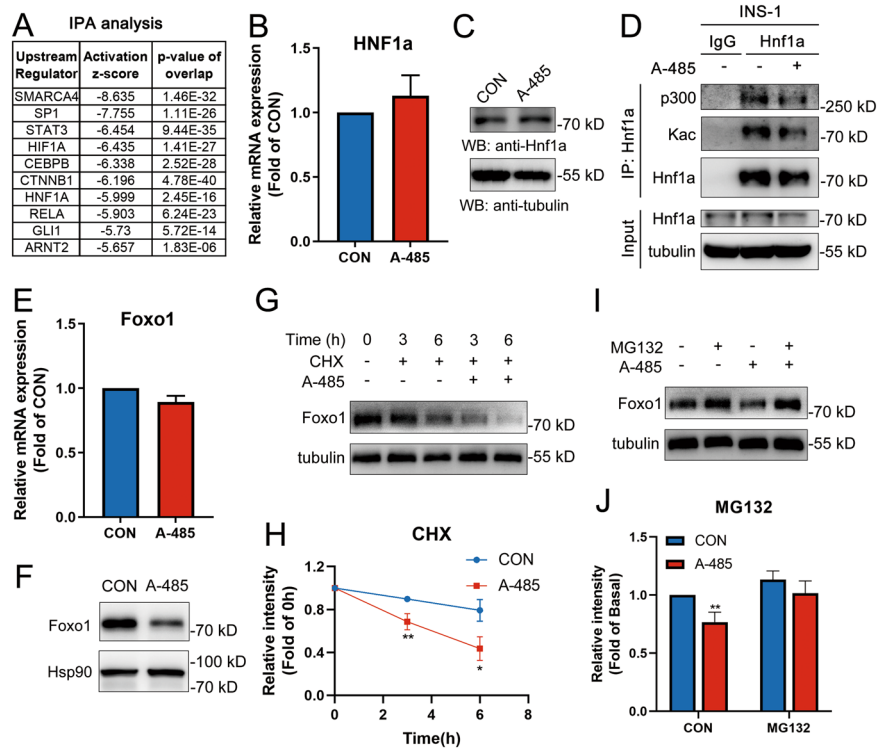 A
IPA analysis
Upstream Regulator Activation z-score p-value of overlap
SMARCA4 -8.635 1.46E-32
SP1 -7.755 1.11E-26
STAT3 -6.454 9.44E-35
HIF1A -6.435 1.41E-27
CEBPB -6.338 2.52E-28
CTNNB1 -6.196 4.78E-40
HNF1A -5.999 2.45E-16
RELA -5.903 6.24E-23
GLI1 -5.73 5.72E-14
ARNT2 -5.657 1.83E-06
B
HNF1a
Relative mRNA expression
(Fold of CON)
1.5
1.0
0.5
0.0
CON A-485
C
CON A-485
-70 kD
WB: anti-Hnf1a
-55 kD
WB: anti-tubulin
D
INS-1
IgG Hnf1a
A-485 - - +
IP: Hnf1a
p300 -250 kD
Kac -70 kD
Hnf1a -70 kD
Input
Hnf1a -70 kD
tubulin -55 kD
E
Foxo1
Relative mRNA expression
(Fold of CON)
1.5
1.0
0.5
0.0
CON A-485
F
CON A-485
Foxo1 -70 kD
-100 kD
Hsp90
-70 kD
G
Time (h) 0 3 6 3 6
CHX - + + + +
A-485 - - - + +
Foxo1 -70 kD
tubulin -55 kD
H
CHX
Relative intensity
(Fold of 0h)
1.2
0.8
0.4
0.0
0 2 4 6 8
Time(h)
CON
A-485
**
*
I
MG132 - + - +
A-485 - - + +
Foxo1 -70 kD
tubulin -55 kD
J
MG132
Relative intensity
(Fold of Basal)
1.5
1.0
0.5
0.0
CON
A-485
**
CON MG132